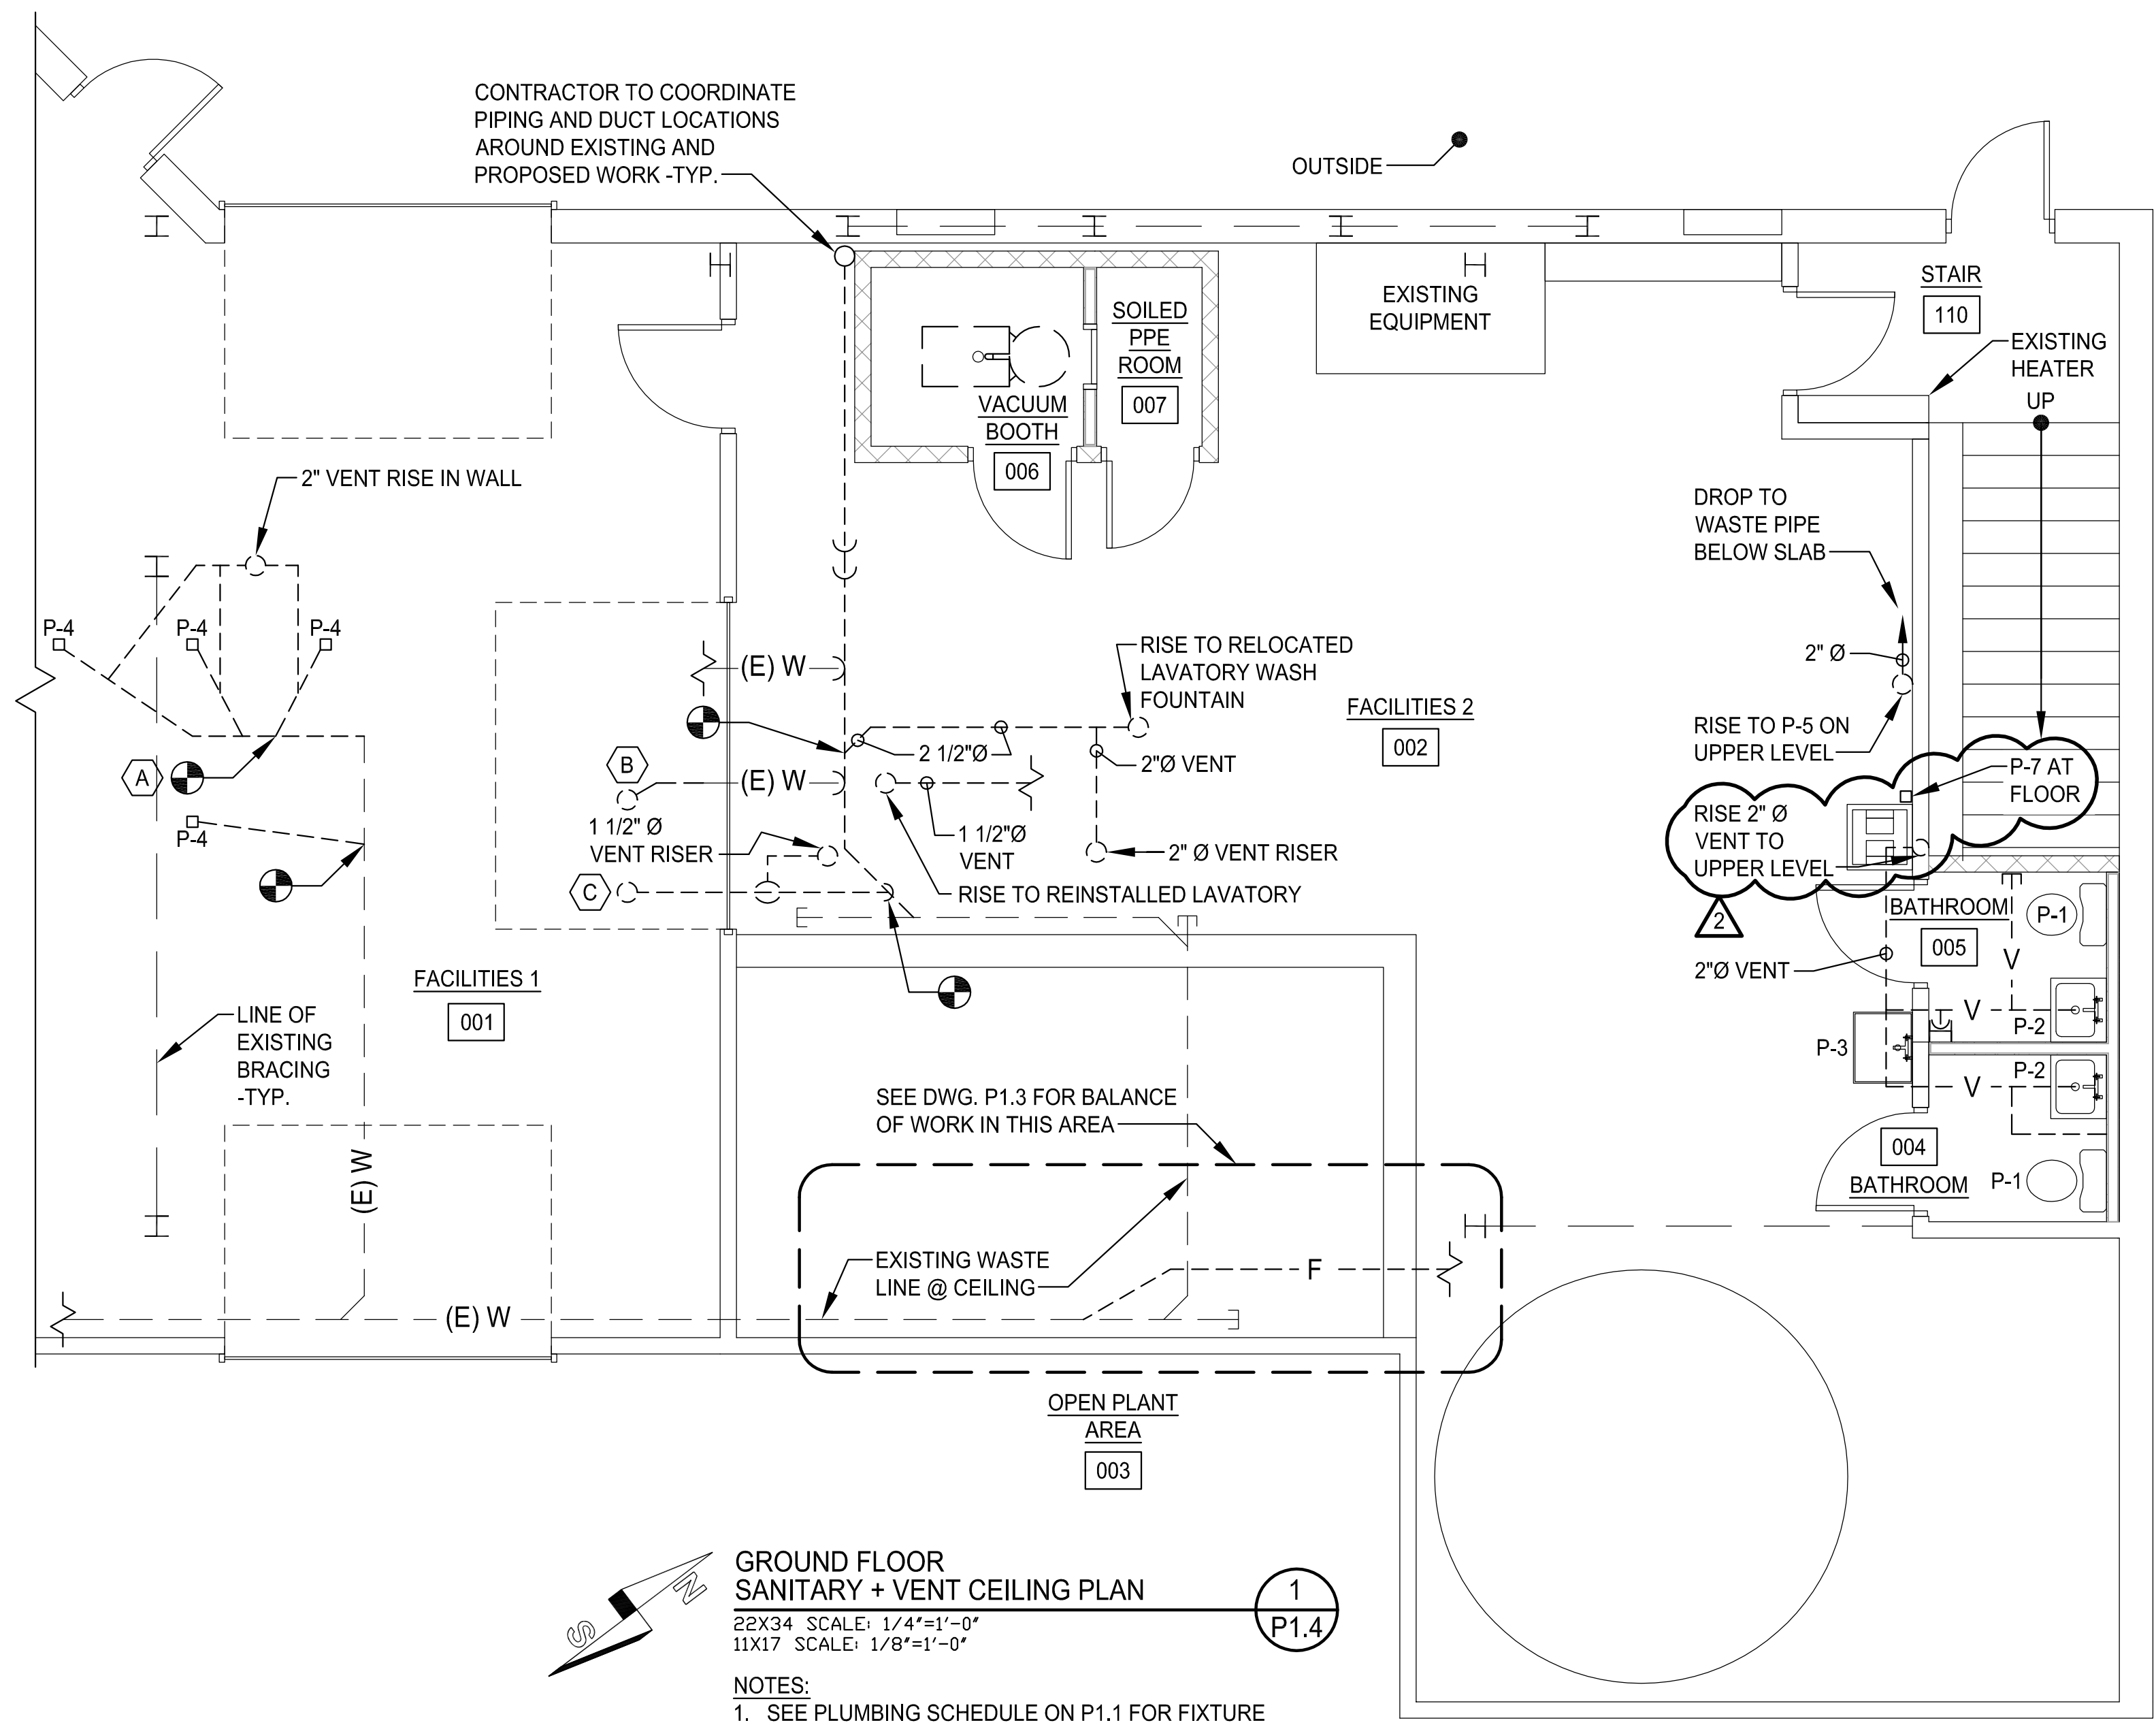 CONTRACTOR TO COORDINATE
PIPING AND DUCT LOCATIONS
AROUND EXISTING AND
PROPOSED WORK -TYP.
OUTSIDE
STAIR
110
EXISTING
HEATER
UP
EXISTING
EQUIPMENT
SOILED
PPE
ROOM
007
VACUUM
BOOTH
006
2" VENT RISE IN WALL
DROP TO
WASTE PIPE
BELOW SLAB
P-4
P-4
P-4
2" Ø
RISE TO P-5 ON
UPPER LEVEL
(E) W
RISE TO RELOCATED
LAVATORY WASH
FOUNTAIN
FACILITIES 2
002
2 1/2"Ø
2"Ø VENT
A
B
(E) W
P-7 AT
FLOOR
P-4
1 1/2" Ø
VENT RISER
1 1/2"Ø
VENT
2" Ø VENT RISER
RISE 2" Ø
VENT TO
UPPER LEVEL
C
RISE TO REINSTALLED LAVATORY
2
BATHROOM
005
P-1
V
2"Ø VENT
FACILITIES 1
001
LINE OF
EXISTING
BRACING
-TYP.
V
P-2
P-3
P-2
V
SEE DWG. P1.3 FOR BALANCE
OF WORK IN THIS AREA
004
BATHROOM
P-1
(E) W
EXISTING WASTE
LINE @ CEILING
F
(E) W
OPEN PLANT
AREA
003
N
S
GROUND FLOOR
SANITARY + VENT CEILING PLAN
1
P1.4
22X34 SCALE: 1/4"=1'-0"
11X17 SCALE: 1/8"=1'-0"
NOTES:
1. SEE PLUMBING SCHEDULE ON P1.1 FOR FIXTURE